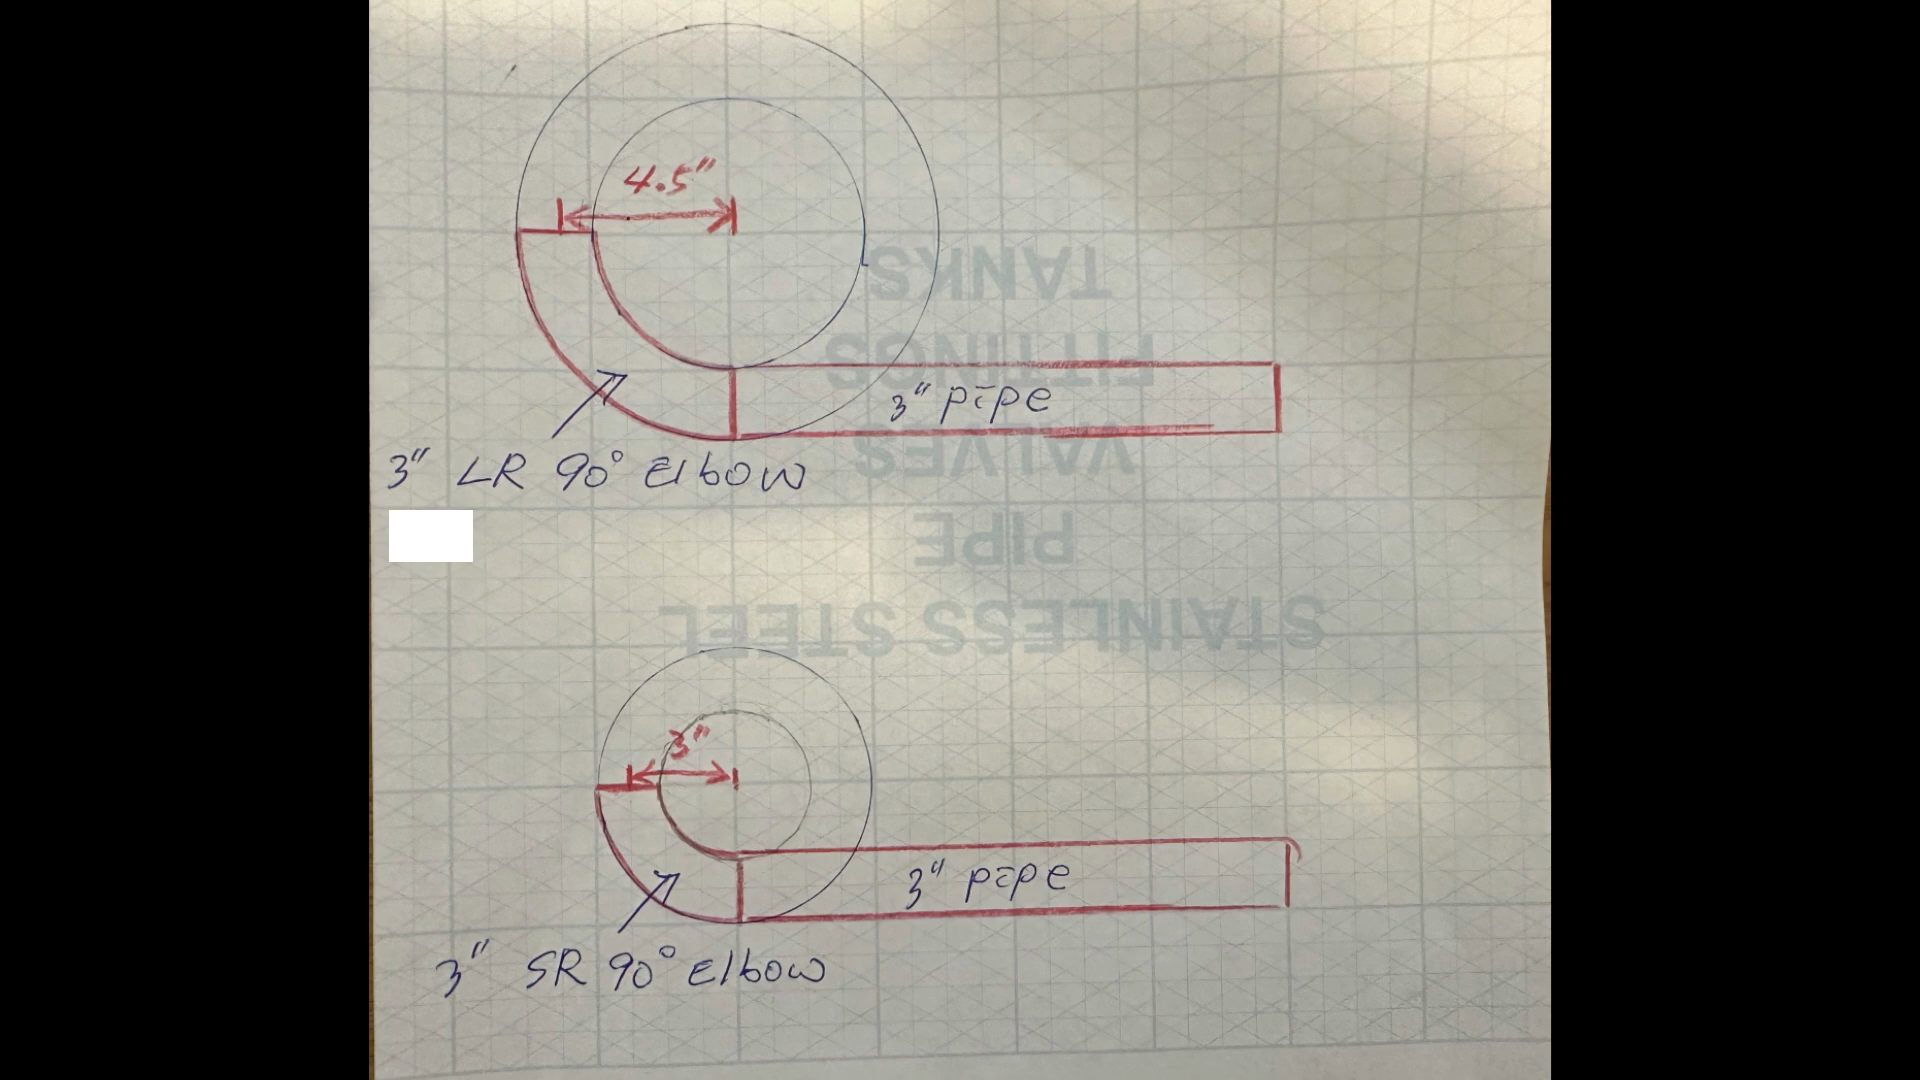 4.5"
3" pipe
3" LR 90° Elbow
TANKS
FITTINGS
VALVES
PIPE
STAINLESS STEEL
3"
3" pipe
3" SR 90° Elbow